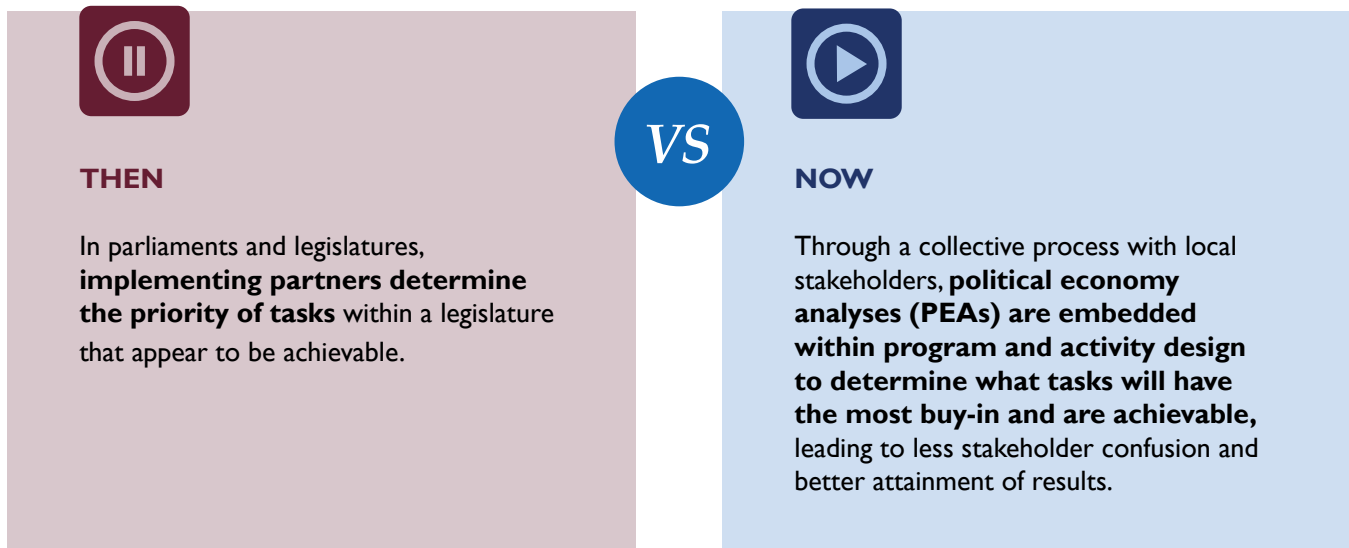 THEN
In parliaments and legislatures,
implementing partners determine
the priority of tasks within a legislature
that appear to be achievable.
VS
NOW
Through a collective process with local
stakeholders, political economy
analyses (PEAs) are embedded
within program and activity design
to determine what tasks will have
the most buy-in and are achievable,
leading to less stakeholder confusion and
better attainment of results.